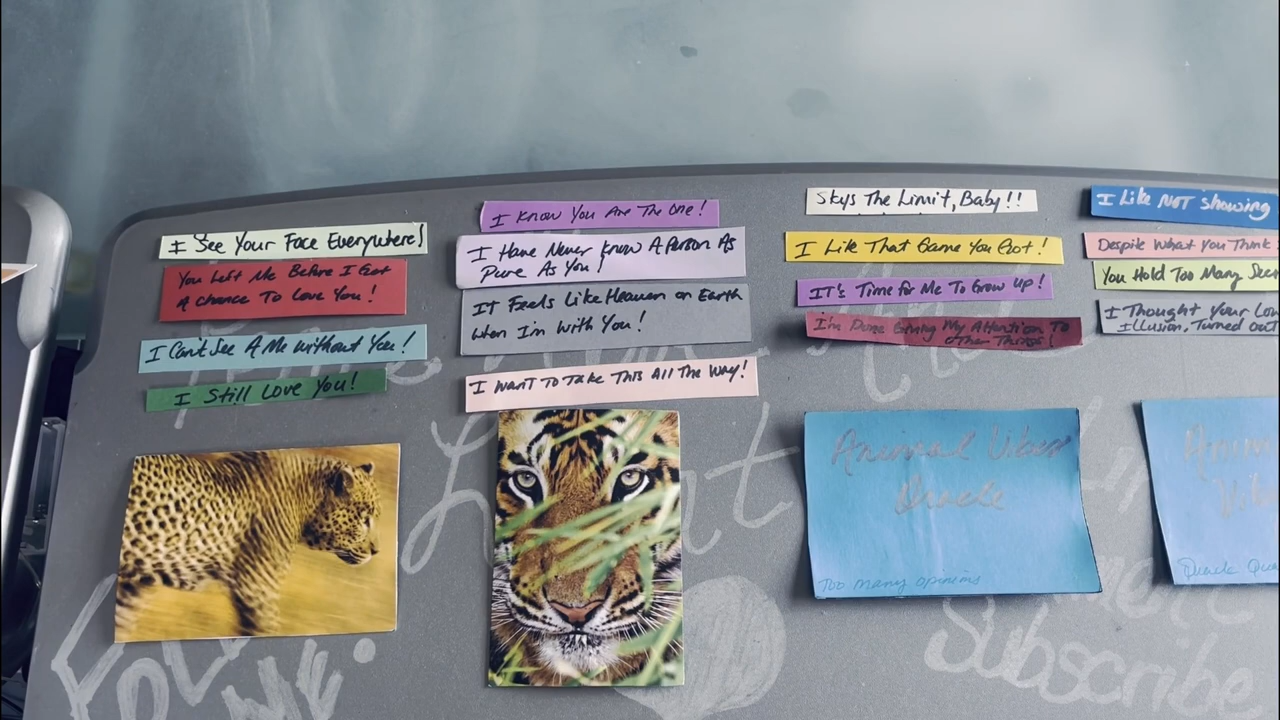 I See Your Face Everywhere!
You Left Me Before I Got
A Chance To Love You!
I Can't See A Me without You!
I Still Love You!
I Know You Are The One!
I Have Never Know A Person As
Pure As You!
IT Feels Like Heaven on Earth
When I'm with You!
I Want To Take This All The Way!
Skys The Limit, Baby!!
I Like That Game You Got!
IT's Time for Me To Grow Up!
I'm Done Giving My Attention To
other Things!
I Like NOT Showing
Despite What You Think
You Hold Too Many
I Thought Your
Illusion, Turned out
Animal Vibes
Oracle
Too many opinions
Subscribe
ME!